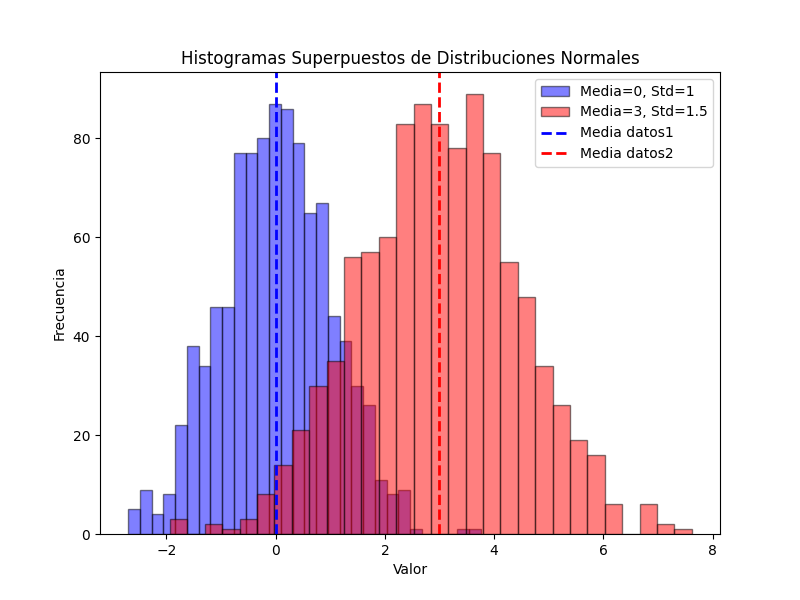 Histogramas Superpuestos de Distribuciones Normales
Media=0, Std=1
Media=3, Std=1.5
Media datos1
Media datos2
Frecuencia
80
60
40
20
0
−2
0
2
4
6
8
Valor